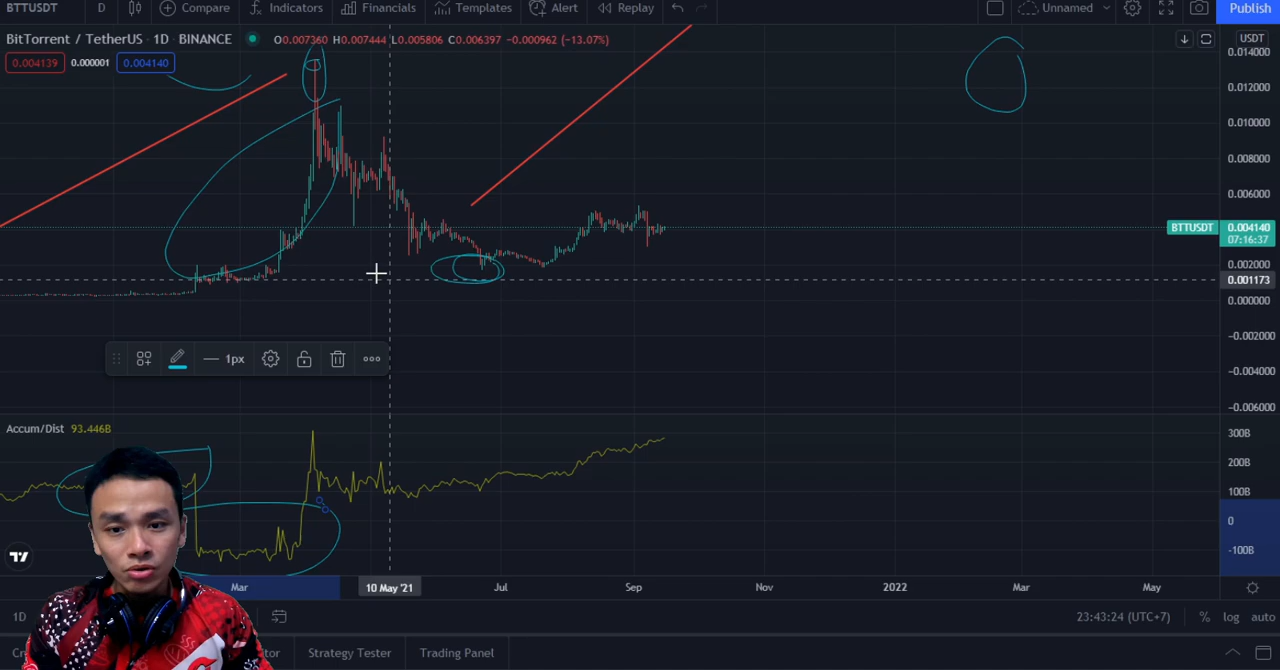 BTTUSDT D Compare Indicators Financials Templates Alert Replay Unnamed Publish
BitTorrent / TetherUS · 1D · BINANCE O0.007360 H0.007444 L0.005806 C0.006397 −0.000962 (−13.07%) USDT
0.004139 0.000001 0.004140
0.014000
0.012000
0.010000
0.008000
0.006000
BTTUSDT 0.004140
07:16:37
0.002000
0.001173
0.000000
−0.002000
1px
−0.004000
−0.006000
Accum/Dist 93.446B
300B
200B
100B
0
−100B
Mar 10 May '21 Jul Sep Nov 2022 Mar May
1D 23:43:24 (UTC+7) % log auto
Strategy Tester Trading Panel